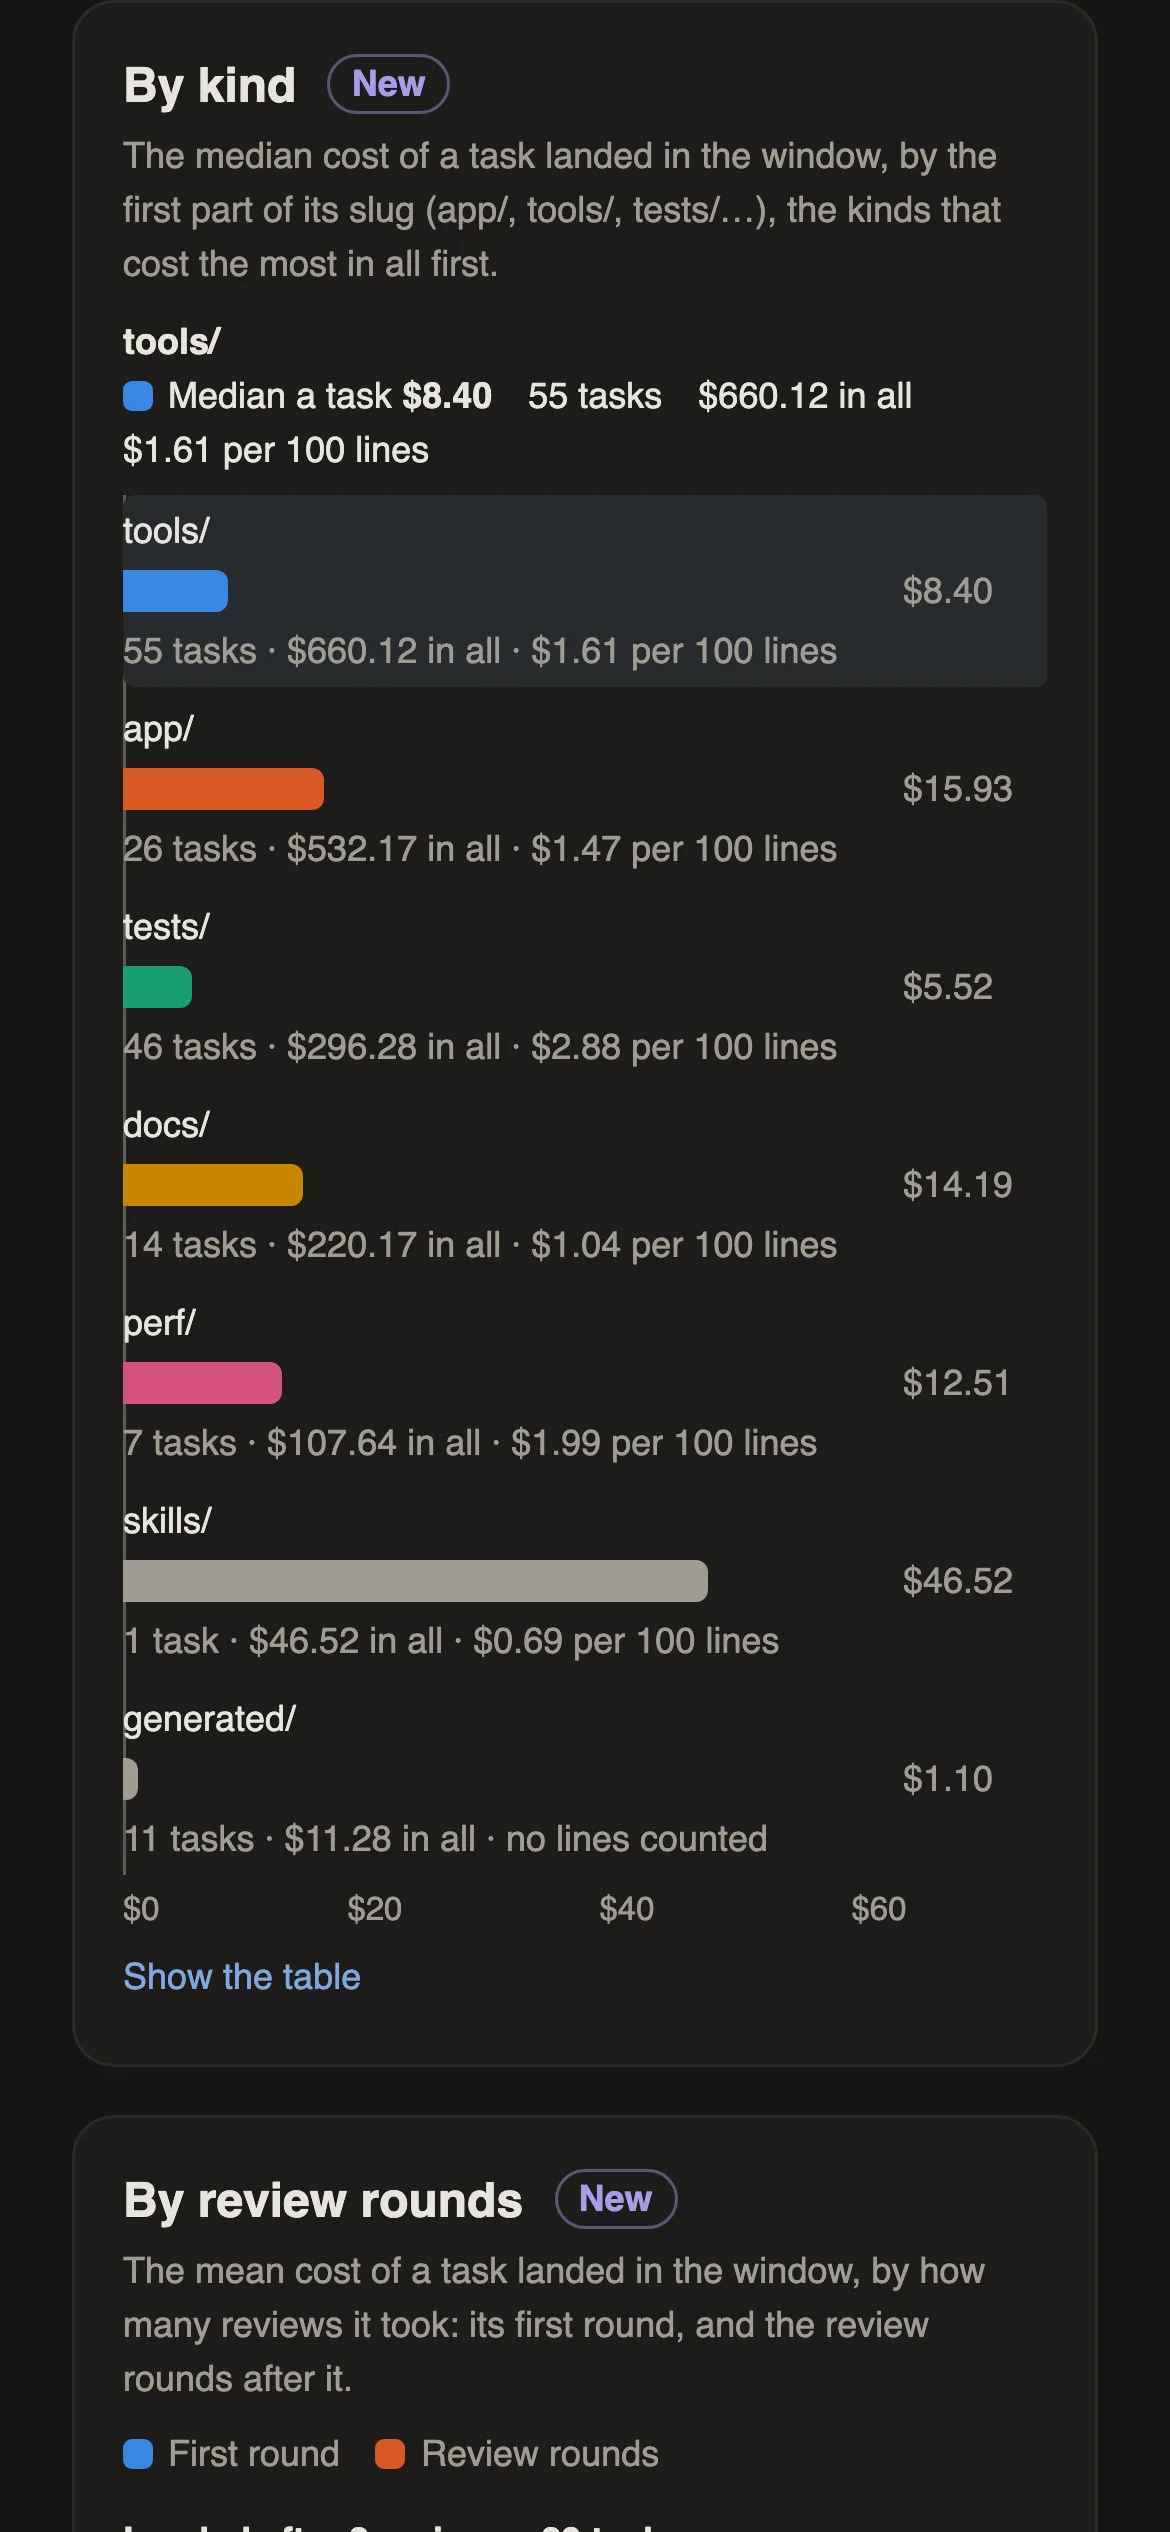 By kind New
The median cost of a task landed in the window, by the
first part of its slug (app/, tools/, tests/…), the kinds that
cost the most in all first.
tools/
Median a task $8.40 55 tasks $660.12 in all
$1.61 per 100 lines
tools/
$8.40
55 tasks · $660.12 in all · $1.61 per 100 lines
app/
$15.93
26 tasks · $532.17 in all · $1.47 per 100 lines
tests/
$5.52
46 tasks · $296.28 in all · $2.88 per 100 lines
docs/
$14.19
14 tasks · $220.17 in all · $1.04 per 100 lines
perf/
$12.51
7 tasks · $107.64 in all · $1.99 per 100 lines
skills/
$46.52
1 task · $46.52 in all · $0.69 per 100 lines
generated/
$1.10
11 tasks · $11.28 in all · no lines counted
$0 $20 $40 $60
Show the table
By review rounds New
The mean cost of a task landed in the window, by how
many reviews it took: its first round, and the review
rounds after it.
First round Review rounds